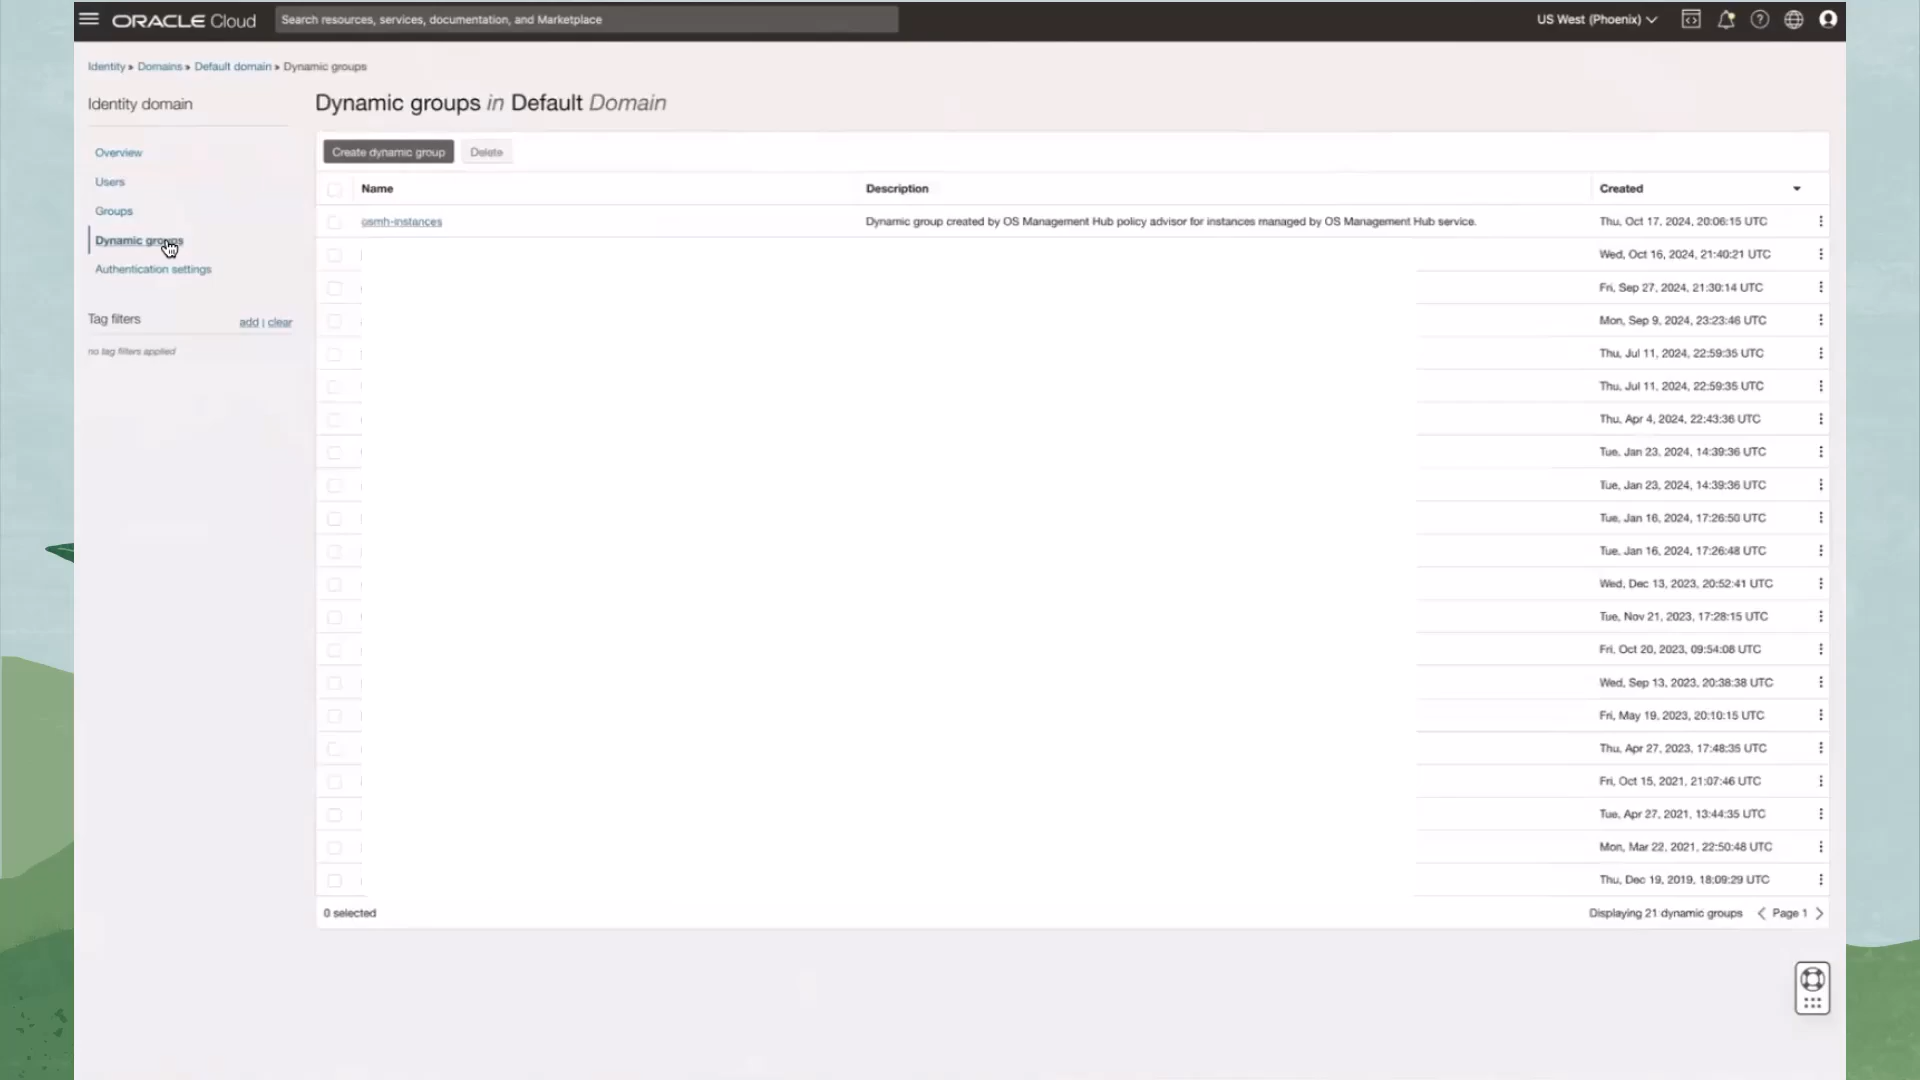 ORACLE Cloud
Search resources, services, documentation, and Marketplace
US West (Phoenix)
Identity » Domains » Default domain » Dynamic groups
Identity domain
Overview
Users
Groups
Dynamic groups
Authentication settings
Tag filters
add | clear
no tag filters applied
Dynamic groups in Default Domain
Create dynamic group
Delete
Name
Description
Created
osmh-instances
Dynamic group created by OS Management Hub policy advisor for instances managed by OS Management Hub service.
Thu, Oct 17, 2024, 20:06:15 UTC
Wed, Oct 16, 2024, 21:40:21 UTC
Fri, Sep 27, 2024, 21:30:14 UTC
Mon, Sep 9, 2024, 23:23:46 UTC
Thu, Jul 11, 2024, 22:59:35 UTC
Thu, Jul 11, 2024, 22:59:35 UTC
Thu, Apr 4, 2024, 22:43:36 UTC
Tue, Jan 23, 2024, 14:39:36 UTC
Tue, Jan 23, 2024, 14:39:36 UTC
Tue, Jan 16, 2024, 17:26:50 UTC
Tue, Jan 16, 2024, 17:26:48 UTC
Wed, Dec 13, 2023, 20:52:41 UTC
Tue, Nov 21, 2023, 17:28:15 UTC
Fri, Oct 20, 2023, 09:54:08 UTC
Wed, Sep 13, 2023, 20:38:38 UTC
Fri, May 19, 2023, 20:10:15 UTC
Thu, Apr 27, 2023, 17:48:35 UTC
Fri, Oct 15, 2021, 21:07:46 UTC
Tue, Apr 27, 2021, 13:44:35 UTC
Mon, Mar 22, 2021, 22:50:48 UTC
Thu, Dec 19, 2019, 18:09:29 UTC
0 selected
Displaying 21 dynamic groups
Page 1